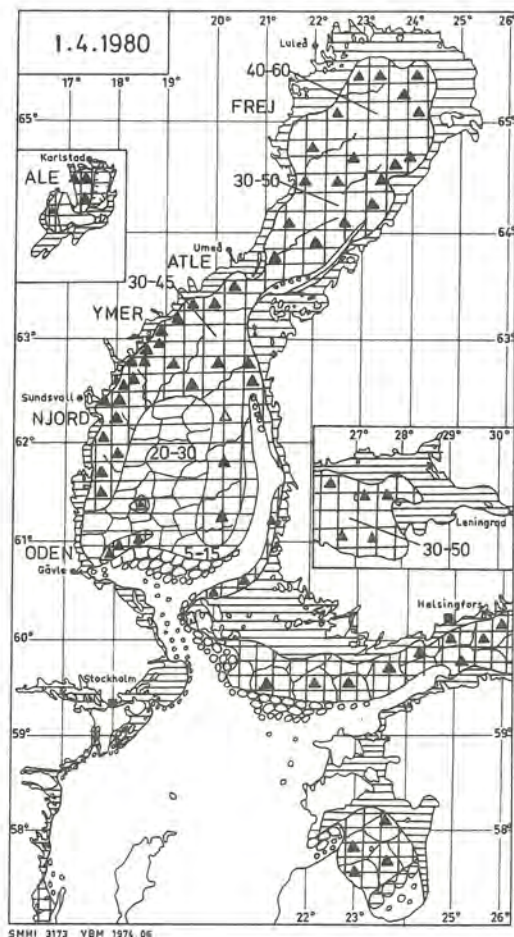 1.4.1980
17° 18° 19°
20° 21° 22° 23° 24° 25° 26°
Luleå
40-60
FREJ
65° 65°
Karlstad
ALE
30-50
64° 64°
Umeå
ATLE
30-45
YMER
63° 63°
Sundsvall
NJORD
62°
20-30
27° 28° 29° 30°
Leningrad
30-50
61°
ODEN
5-15
Gävle
Helsingfors
60° 60°
Stockholm
59° 59°
58° 58°
22° 23° 24° 25° 26°
SMHI 3173 VBM 1974.06